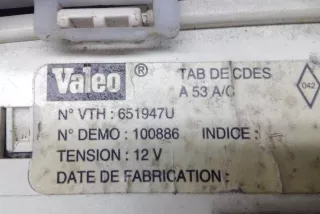 Valeo ® TAB DE CDES
A 53 A/C
042
N° VTH : 651947U
N° DEMO : 100886 INDICE :
TENSION : 12 V
DATE DE FABRICATION :